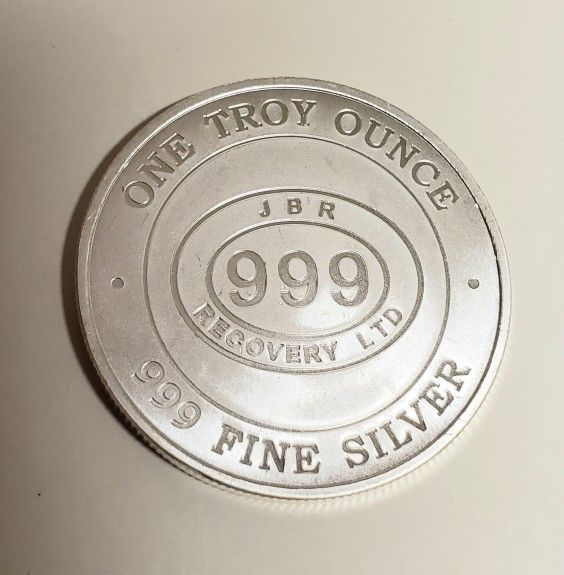 ONE TROY OUNCE
JBR
999
RECOVERY LTD
999 FINE SILVER